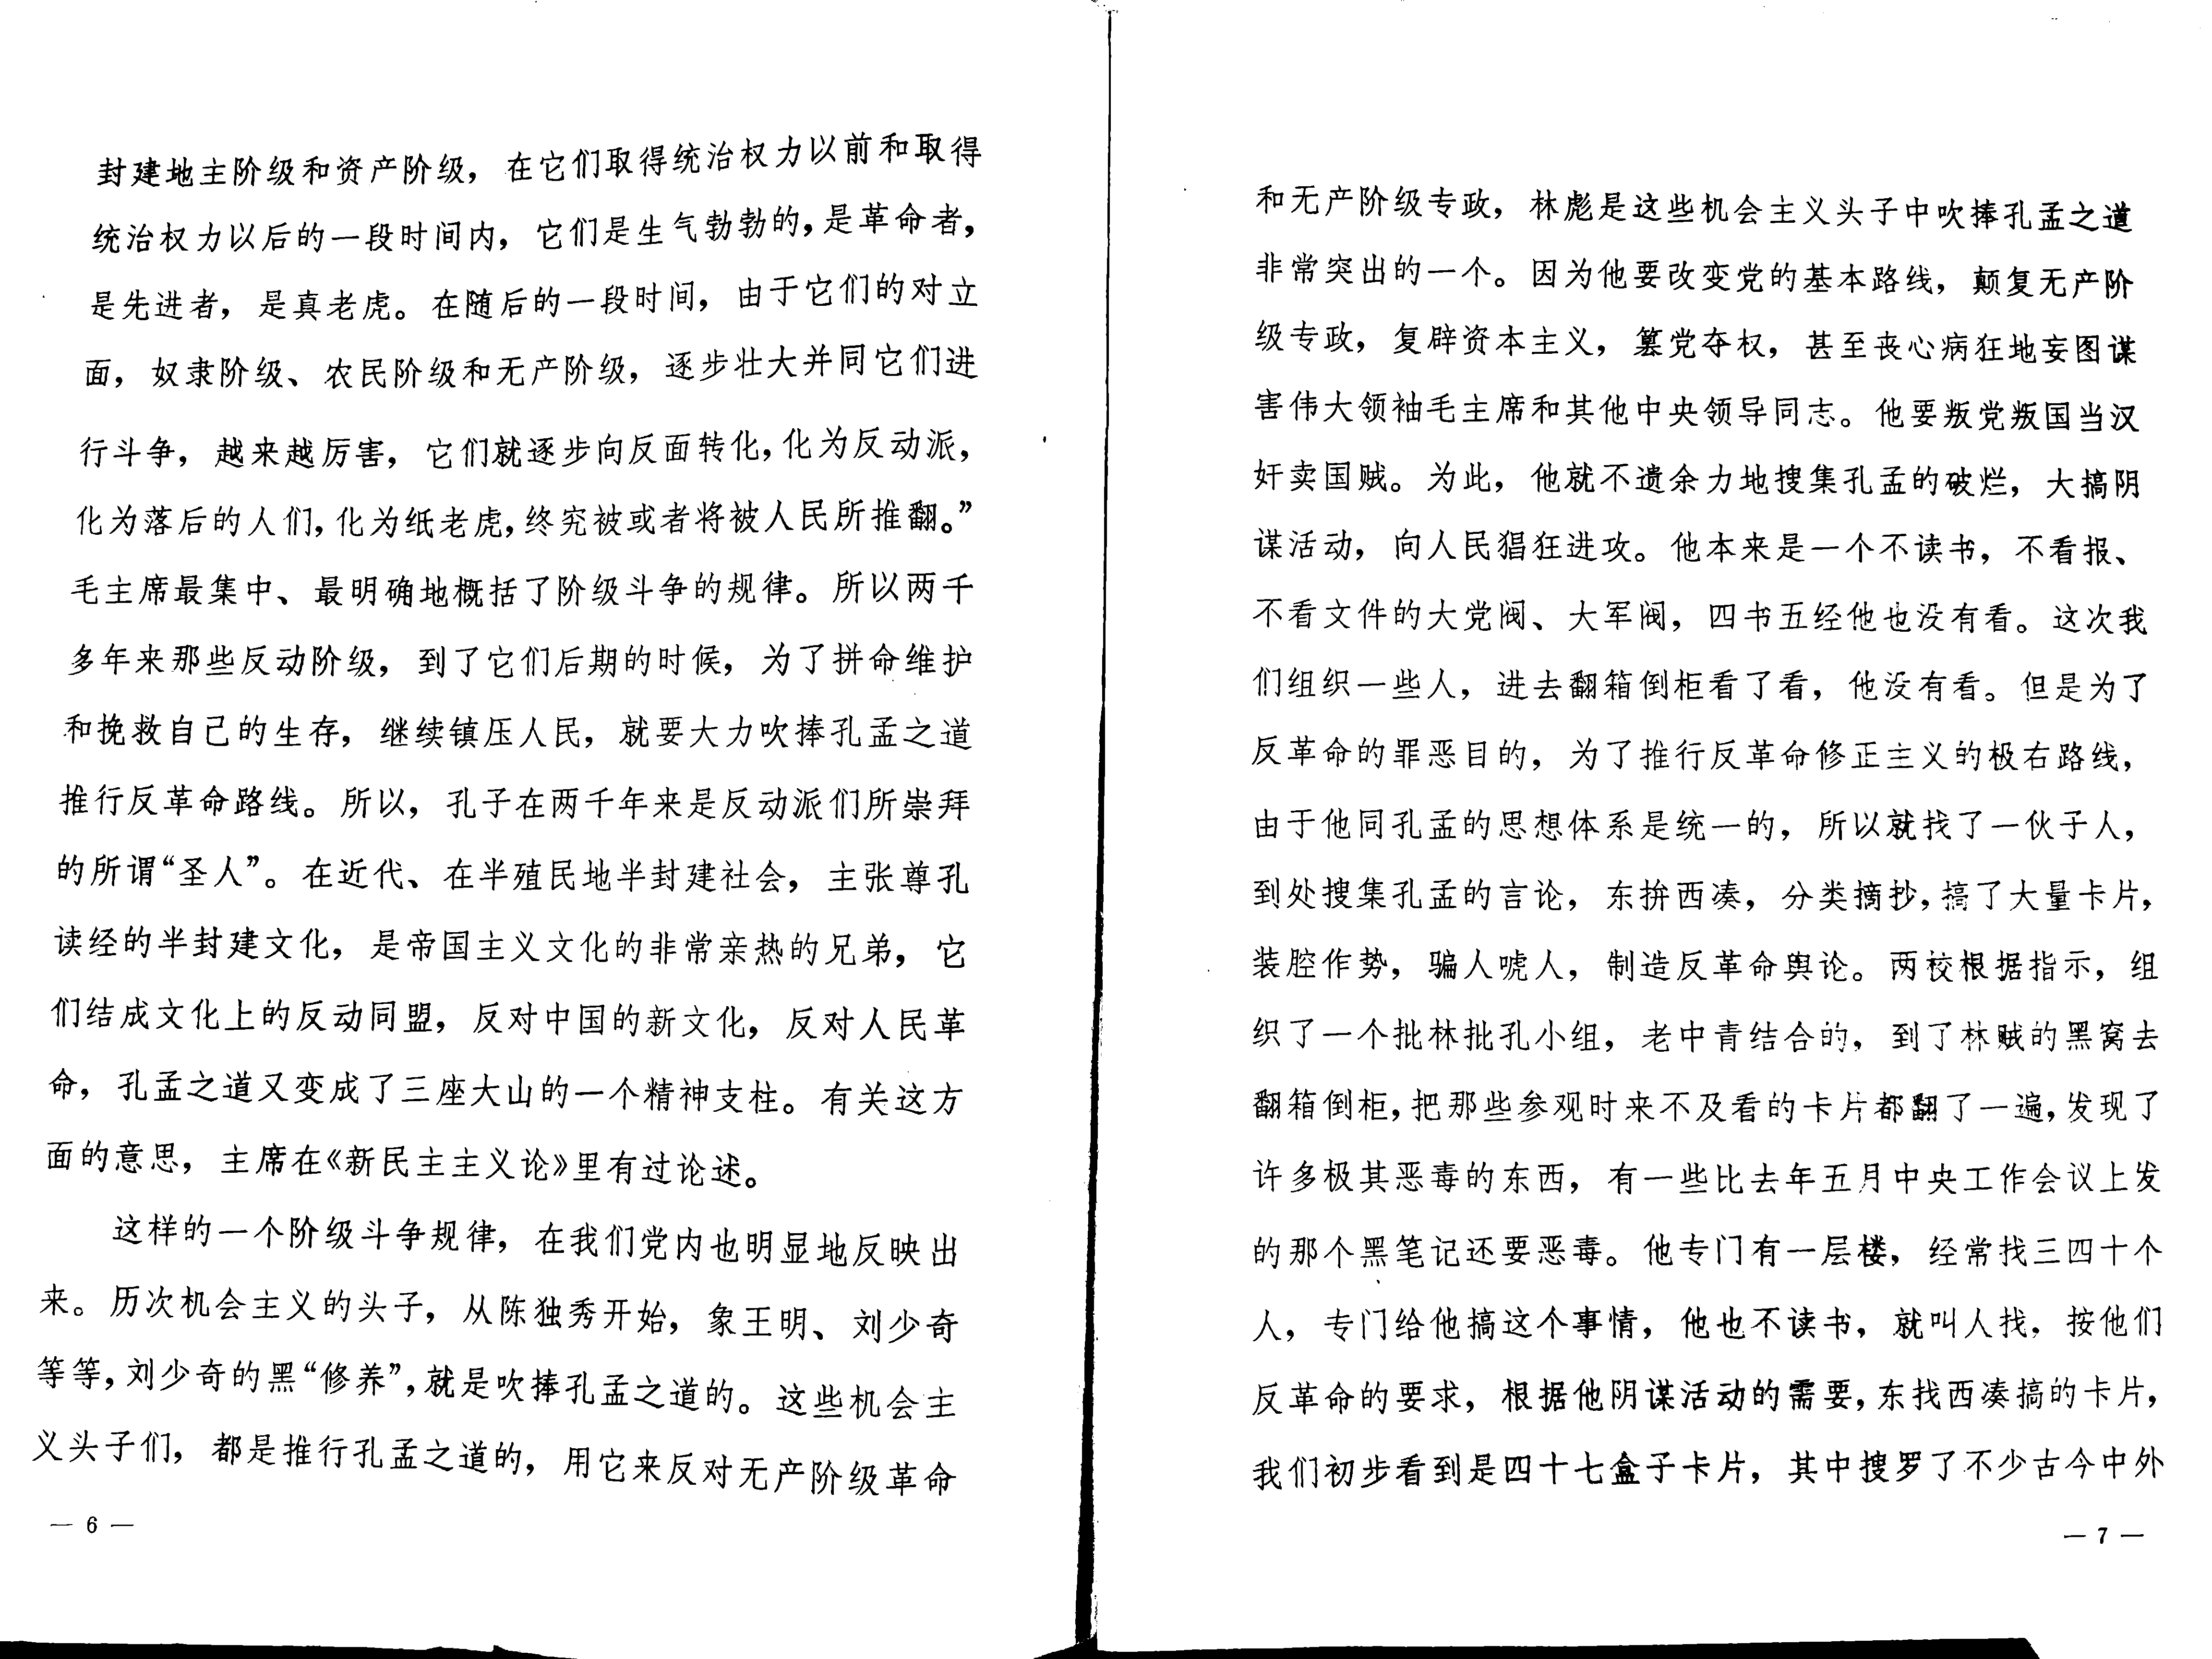 封建地主阶级和资产阶级，在它们取得统治权力以前和取得
统治权力以后的一段时间内，它们是生气勃勃的，是革命者，
是先进者，是真老虎。在随后的一段时间，由于它们的对立
面，奴隶阶级、农民阶级和无产阶级，逐步壮大并同它们进
行斗争，越来越厉害，它们就逐步向反面转化，化为反动派，
化为落后的人们，化为纸老虎，终究被或者将被人民所推翻。”
毛主席最集中、最明确地概括了阶级斗争的规律。所以两千
多年来那些反动阶级，到了它们后期的时候，为了拼命维护
和挽救自己的生存，继续镇压人民，就要大力吹捧孔孟之道
推行反革命路线。所以，孔子在两千年来是反动派们所崇拜
的所谓“圣人”。在近代、在半殖民地半封建社会，主张尊孔
读经的半封建文化，是帝国主义文化的非常亲热的兄弟，它
们结成文化上的反动同盟，反对中国的新文化，反对人民革
命，孔孟之道又变成了三座大山的一个精神支柱。有关这方
面的意思，主席在《新民主主义论》里有过论述。
这样的一个阶级斗争规律，在我们党内也明显地反映出
来。历次机会主义的头子，从陈独秀开始，象王明、刘少奇
等等，刘少奇的黑“修养”，就是吹捧孔孟之道的。这些机会主
义头子们，都是推行孔孟之道的，用它来反对无产阶级革命
— 6 —
和无产阶级专政，林彪是这些机会主义头子中吹捧孔孟之道
非常突出的一个。因为他要改变党的基本路线，颠复无产阶
级专政，复辟资本主义，篡党夺权，甚至丧心病狂地妄图谋
害伟大领袖毛主席和其他中央领导同志。他要叛党叛国当汉
奸卖国贼。为此，他就不遗余力地搜集孔孟的破烂，大搞阴
谋活动，向人民猖狂进攻。他本来是一个不读书，不看报、
不看文件的大党阀、大军阀，四书五经他也没有看。这次我
们组织一些人，进去翻箱倒柜看了看，他没有看。但是为了
反革命的罪恶目的，为了推行反革命修正主义的极右路线，
由于他同孔孟的思想体系是统一的，所以就找了一伙子人，
到处搜集孔孟的言论，东拚西凑，分类摘抄，搞了大量卡片，
装腔作势，骗人唬人，制造反革命舆论。两校根据指示，组
织了一个批林批孔小组，老中青结合的，到了林贼的黑窝去
翻箱倒柜，把那些参观时来不及看的卡片都翻了一遍，发现了
许多极其恶毒的东西，有一些比去年五月中央工作会议上发
的那个黑笔记还要恶毒。他专门有一层楼，经常找三四十个
人，专门给他搞这个事情，他也不读书，就叫人找，按他们
反革命的要求，根据他阴谋活动的需要，东找西凑搞的卡片，
我们初步看到是四十七盒子卡片，其中搜罗了不少古今中外
— 7 —